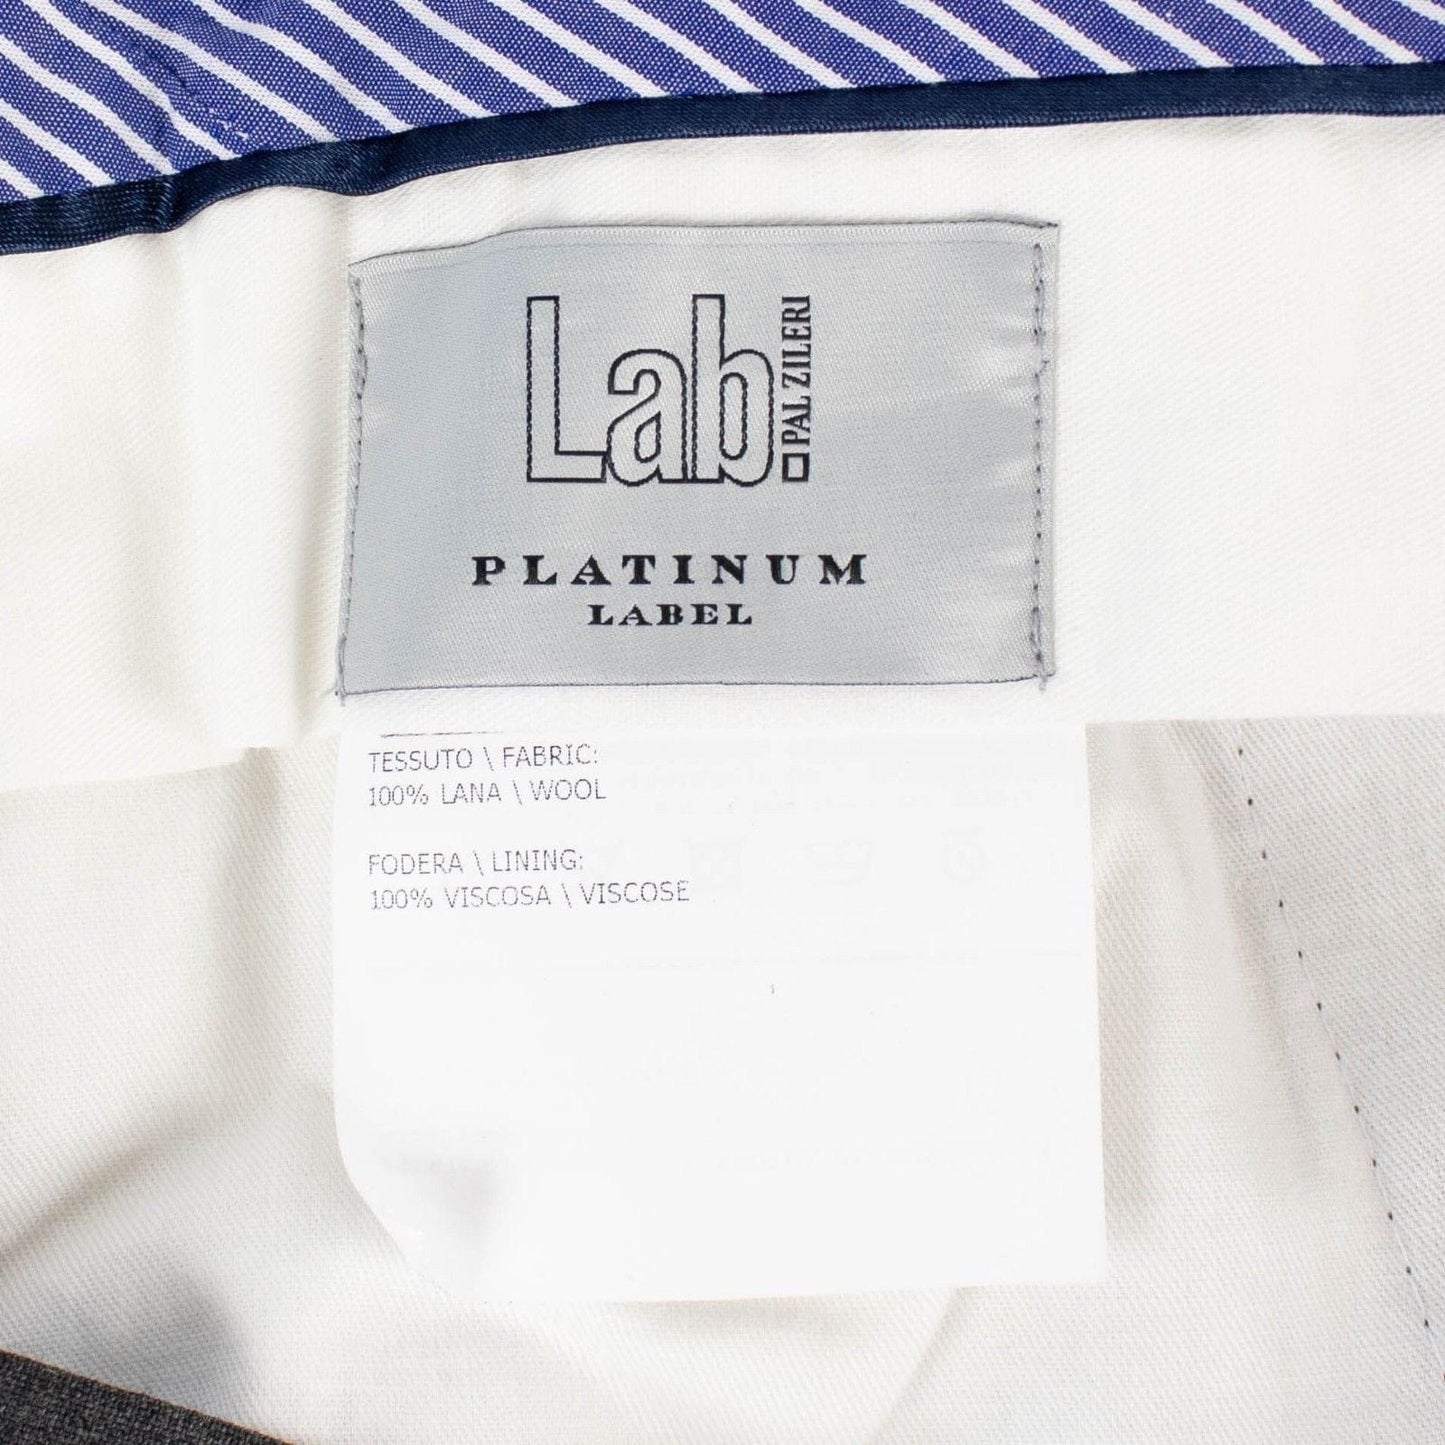 Lab
PAL ZILERI
PLATINUM
LABEL
TESSUTO \ FABRIC:
100% LANA \ WOOL
FODERA \ LINING:
100% VISCOSA \ VISCOSE